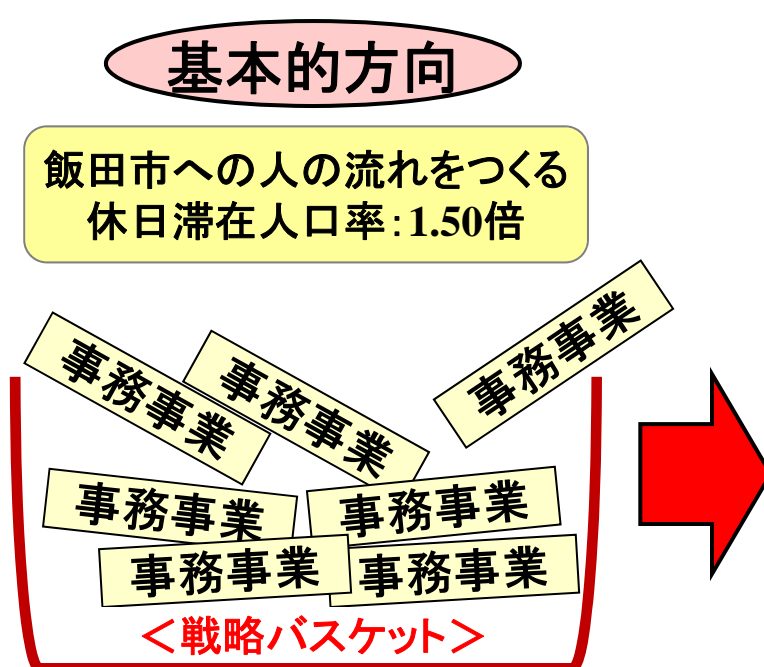 基本的方向
飯田市への人の流れをつくる
休日滞在人口率：1.50倍
事務事業
事務事業
事務事業
事務事業
事務事業
事務事業
事務事業
＜戦略バスケット＞